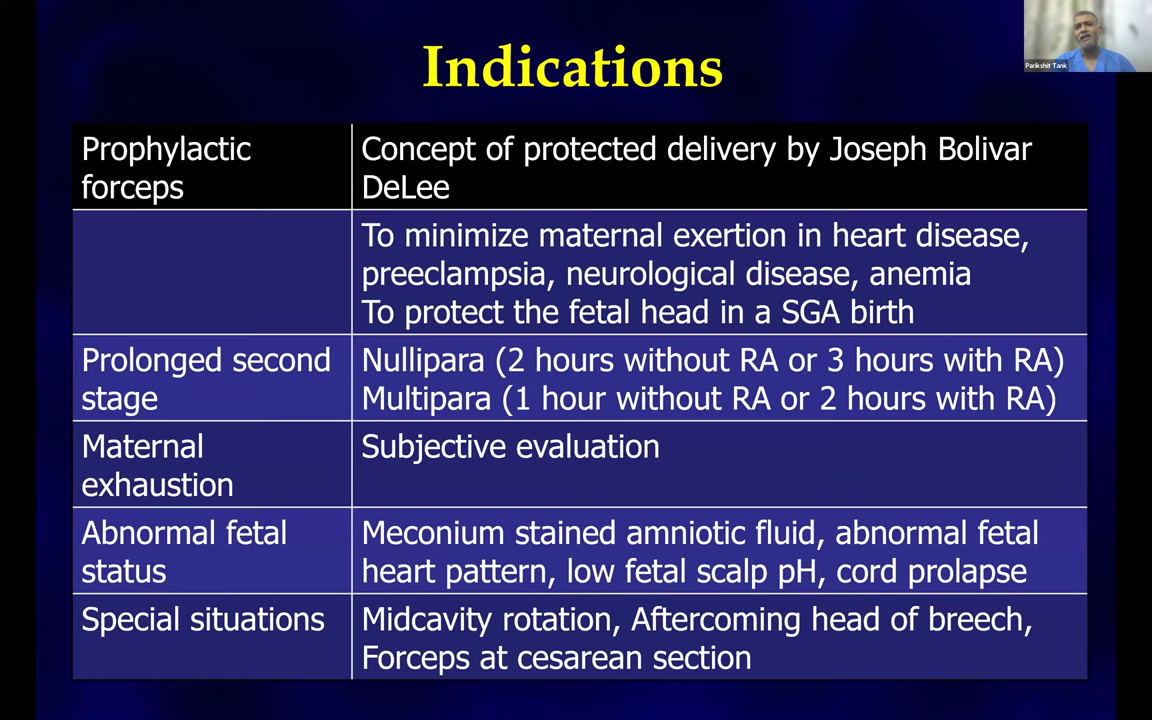 Parikshit Tank
Indications
Prophylactic
forceps
Concept of protected delivery by Joseph Bolivar
DeLee
To minimize maternal exertion in heart disease,
preeclampsia, neurological disease, anemia
To protect the fetal head in a SGA birth
Prolonged second
stage
Nullipara (2 hours without RA or 3 hours with RA)
Multipara (1 hour without RA or 2 hours with RA)
Maternal
exhaustion
Subjective evaluation
Abnormal fetal
status
Meconium stained amniotic fluid, abnormal fetal
heart pattern, low fetal scalp pH, cord prolapse
Special situations
Midcavity rotation, Aftercoming head of breech,
Forceps at cesarean section